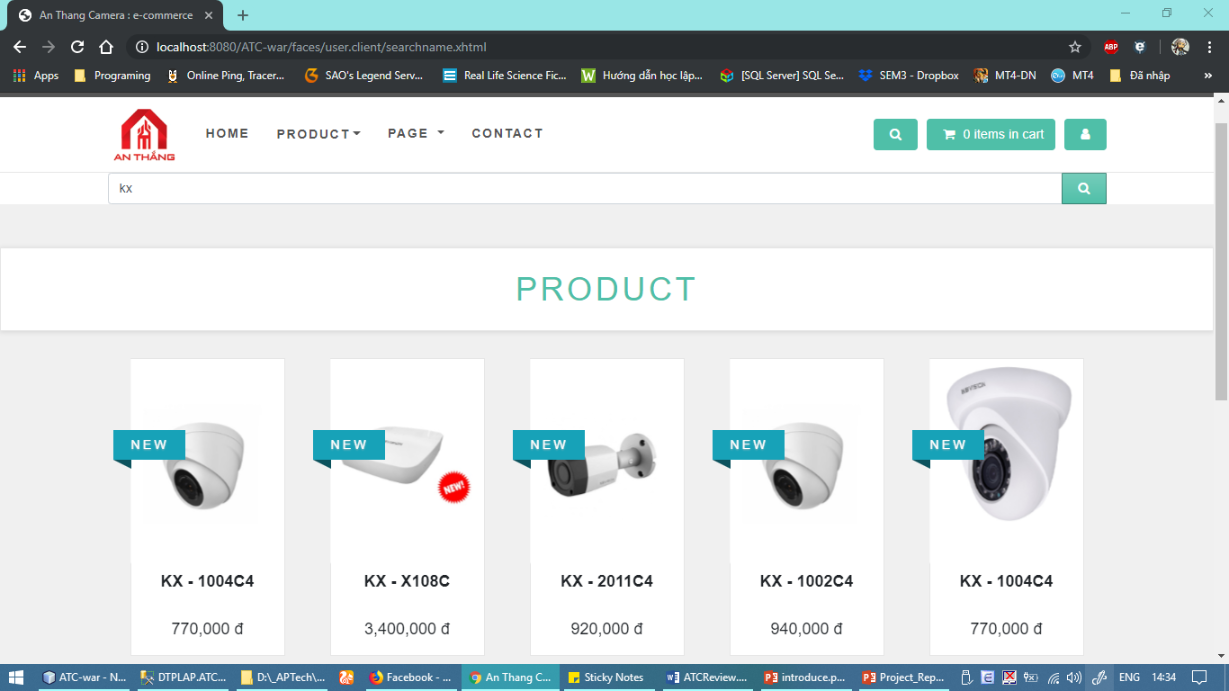 An Thang Camera : e-commerce
localhost:8080/ATC-war/faces/user.client/searchname.xhtml
ABP
Apps Programing Online Ping, Tracer... SAO's Legend Serv... Real Life Science Fic... Hướng dẫn học lập... [SQL Server] SQL Se... SEM3 - Dropbox MT4-DN MT4 Đã nhập »
AN THẮNG
HOME PRODUCT PAGE CONTACT 0 items in cart
kx
PRODUCT
NEW NEW NEW NEW NEW
NEW!
KX - 1004C4 KX - X108C KX - 2011C4 KX - 1002C4 KX - 1004C4
770,000 đ 3,400,000 đ 920,000 đ 940,000 đ 770,000 đ
ATC-war - N... DTPLAP.ATC... D:\_APTech\... Facebook - ... An Thang C... Sticky Notes ATCReview.... introduce.p... Project_Rep... ENG 14:34